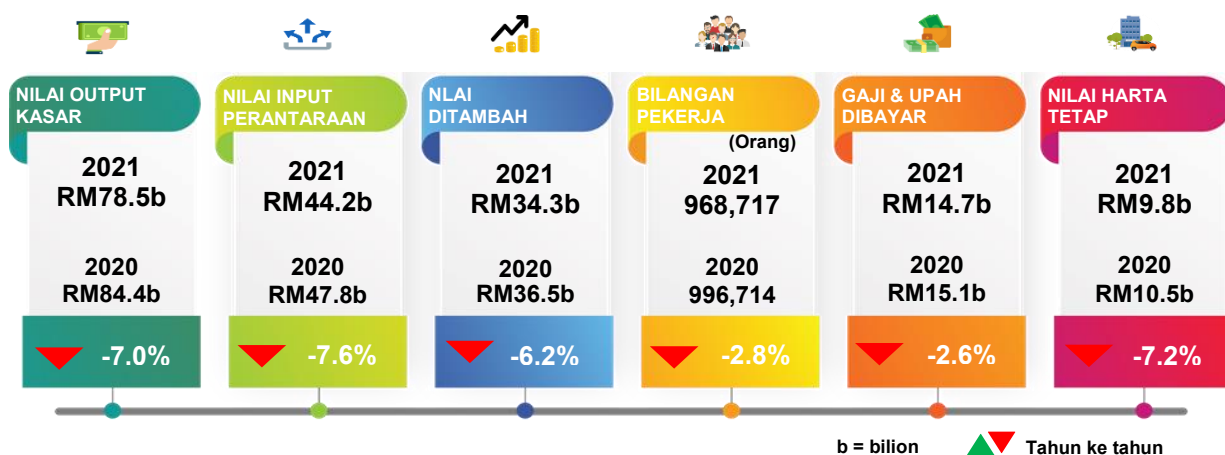 NILAI OUTPUT
KASAR
2021
RM78.5b
2020
RM84.4b
-7.0%
NILAI INPUT
PERANTARAAN
2021
RM44.2b
2020
RM47.8b
-7.6%
NLAI
DITAMBAH
2021
RM34.3b
2020
RM36.5b
-6.2%
BILANGAN
PEKERJA
(Orang)
2021
968,717
2020
996,714
-2.8%
GAJI & UPAH
DIBAYAR
2021
RM14.7b
2020
RM15.1b
-2.6%
NILAI HARTA
TETAP
2021
RM9.8b
2020
RM10.5b
-7.2%
b = bilion
Tahun ke tahun